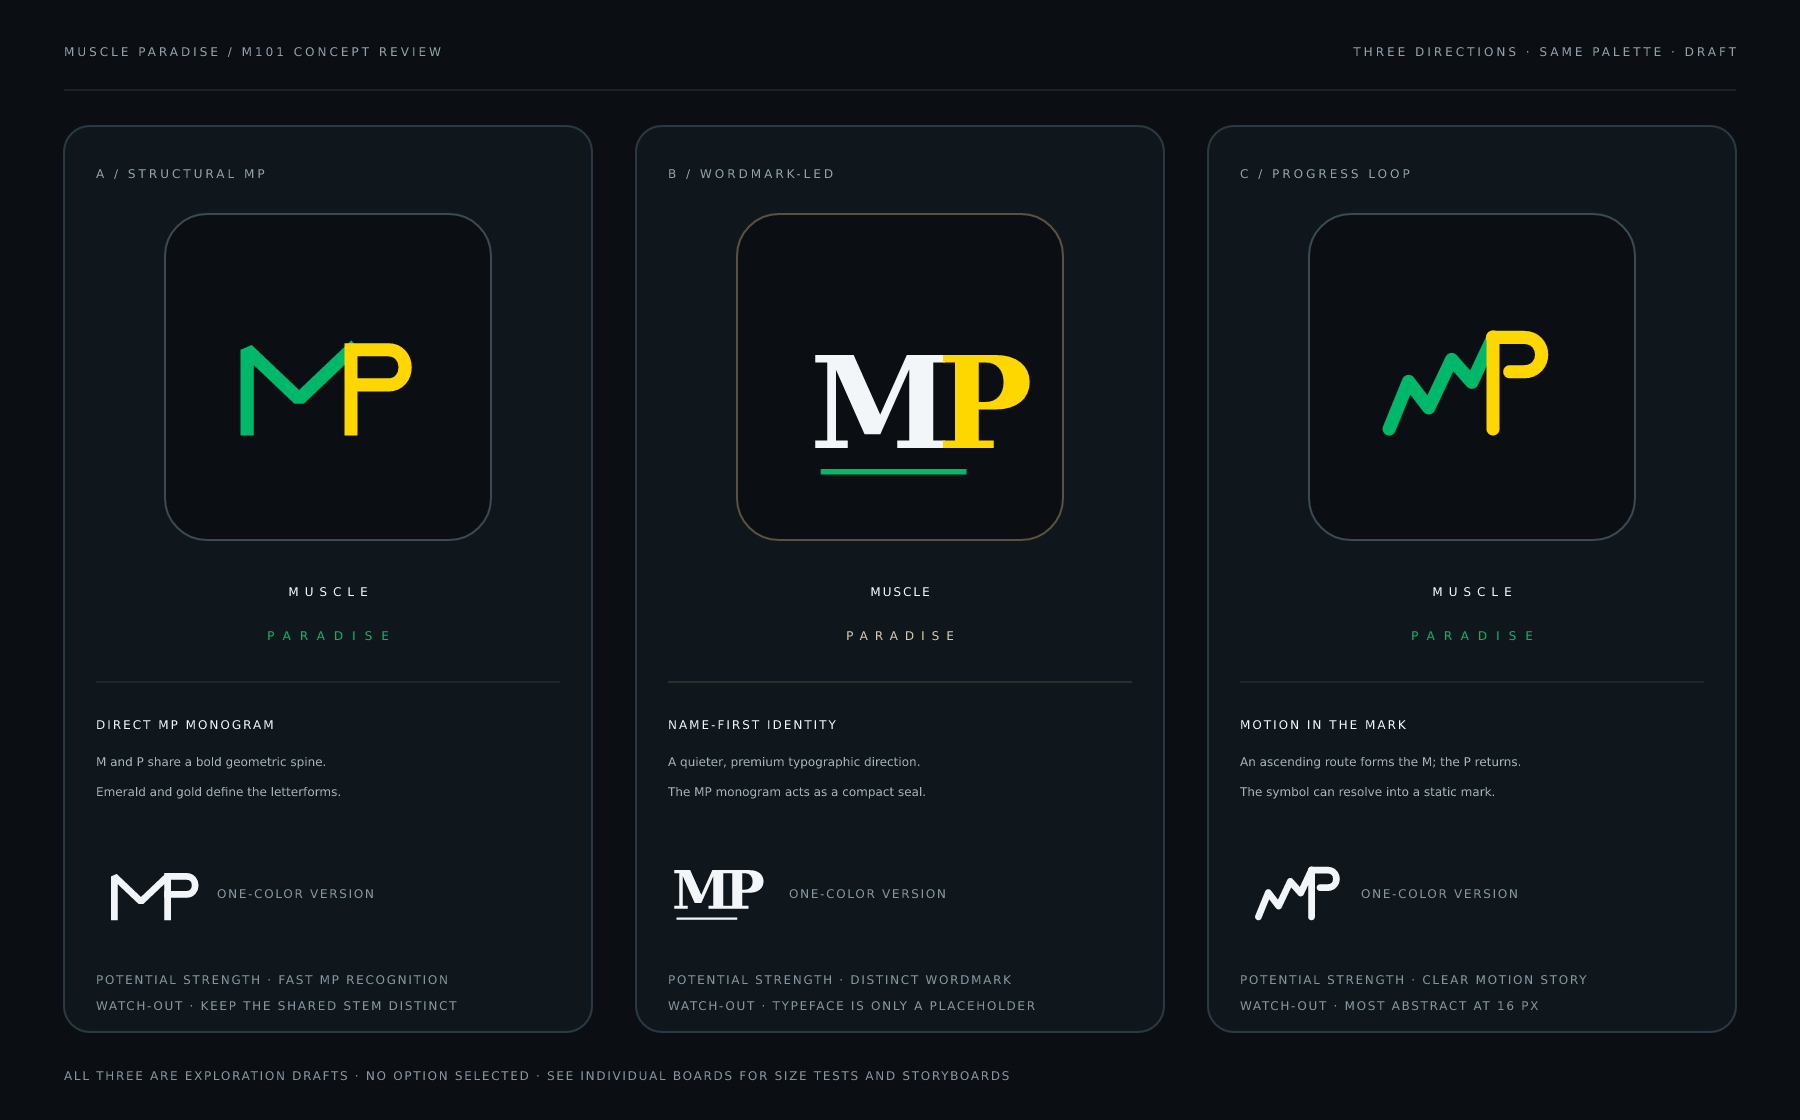 MUSCLE PARADISE / M101 CONCEPT REVIEW
THREE DIRECTIONS · SAME PALETTE · DRAFT
A / STRUCTURAL MP
MP
MUSCLE
PARADISE
DIRECT MP MONOGRAM
M and P share a bold geometric spine.
Emerald and gold define the letterforms.
MP ONE-COLOR VERSION
POTENTIAL STRENGTH · FAST MP RECOGNITION
WATCH-OUT · KEEP THE SHARED STEM DISTINCT
B / WORDMARK-LED
MP
MUSCLE
PARADISE
NAME-FIRST IDENTITY
A quieter, premium typographic direction.
The MP monogram acts as a compact seal.
MP ONE-COLOR VERSION
POTENTIAL STRENGTH · DISTINCT WORDMARK
WATCH-OUT · TYPEFACE IS ONLY A PLACEHOLDER
C / PROGRESS LOOP
MP
MUSCLE
PARADISE
MOTION IN THE MARK
An ascending route forms the M; the P returns.
The symbol can resolve into a static mark.
MP ONE-COLOR VERSION
POTENTIAL STRENGTH · CLEAR MOTION STORY
WATCH-OUT · MOST ABSTRACT AT 16 PX
ALL THREE ARE EXPLORATION DRAFTS · NO OPTION SELECTED · SEE INDIVIDUAL BOARDS FOR SIZE TESTS AND STORYBOARDS